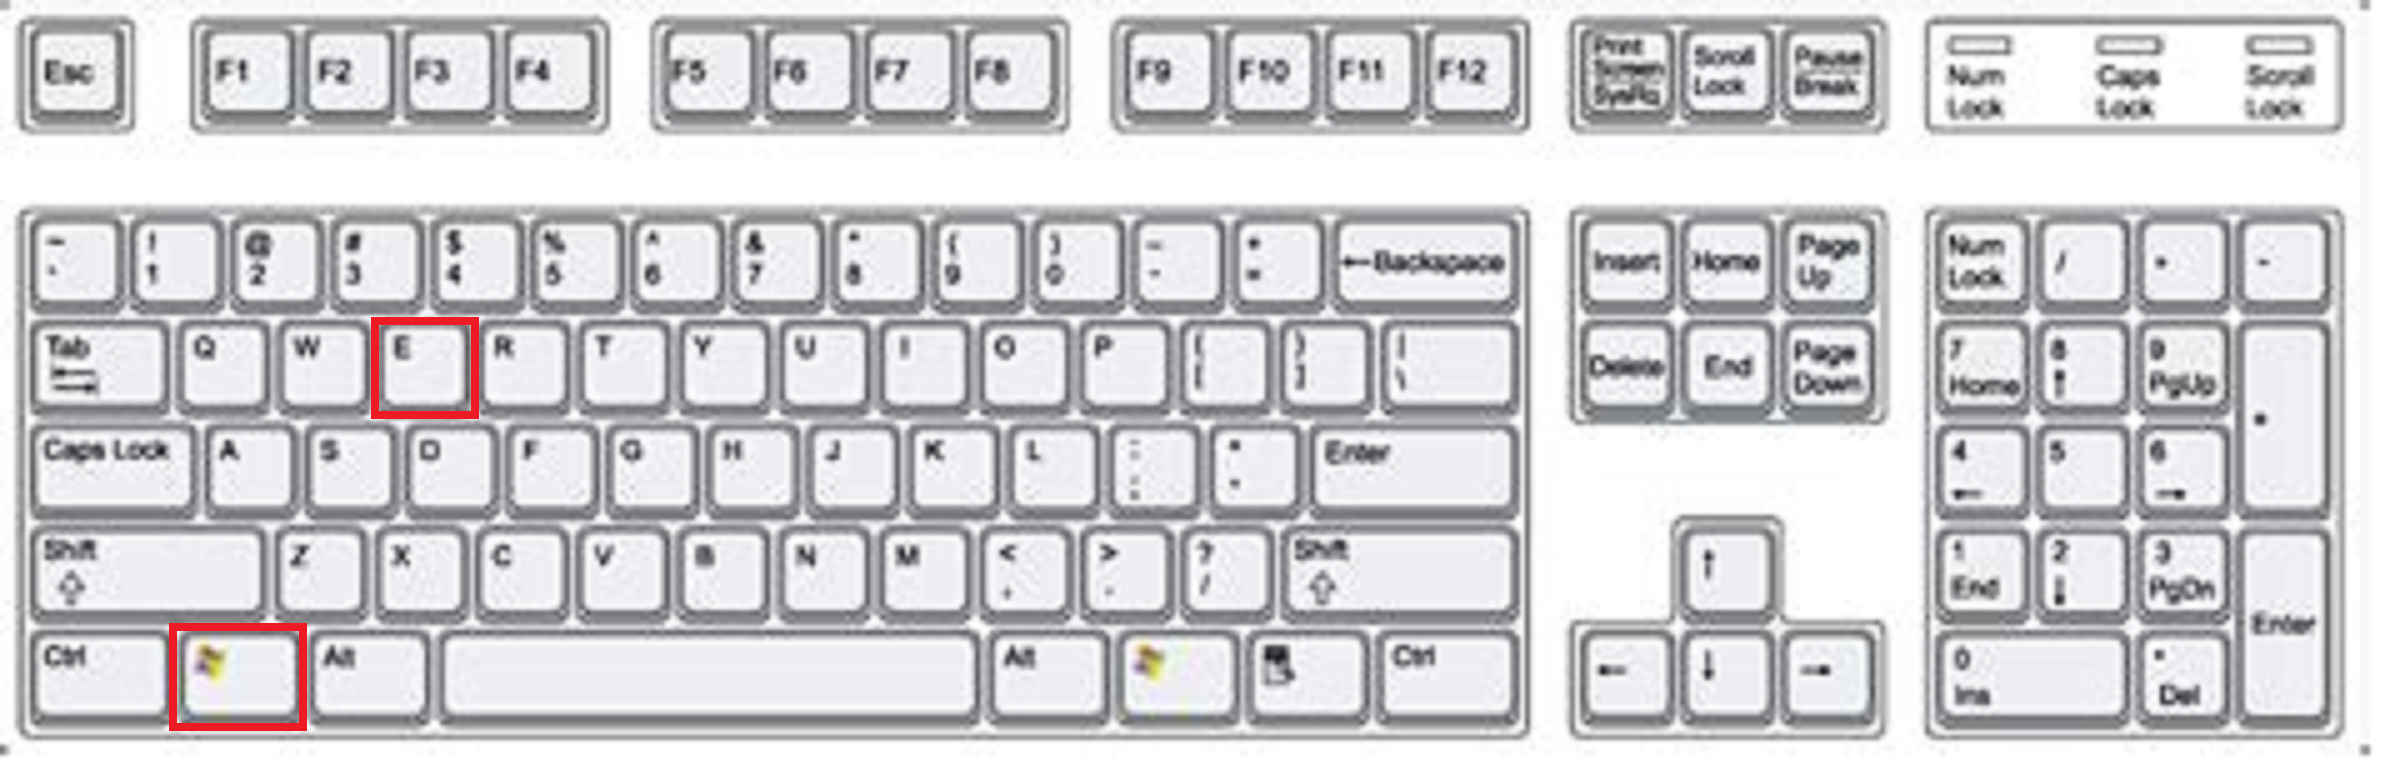 Esc F1 F2 F3 F4 F5 F6 F7 F8 F9 F10 F11 F12
Print
Screen
SysRq
Scroll
Lock
Pause
Break
Num
Lock
Caps
Lock
Scroll
Lock
~ ! @ # $ % ^ & * ( ) _ +
` 1 2 3 4 5 6 7 8 9 0 - =
←Backspace
Insert Home
Page
Up
Num
Lock
/ * -
Tab Q W E R T Y U I O P { } |
[ ] \
Delete End
Page
Down
7 8 9
Home ↑ PgUp
+
Caps Lock A S D F G H J K L : "
; '
Enter
4 5 6
← →
Shift Z X C V B N M < > ? Shift
, . /
↑
1 2 3
End ↓ PgDn
Enter
Ctrl Alt Alt Ctrl
← ↓ →
0 .
Ins Del